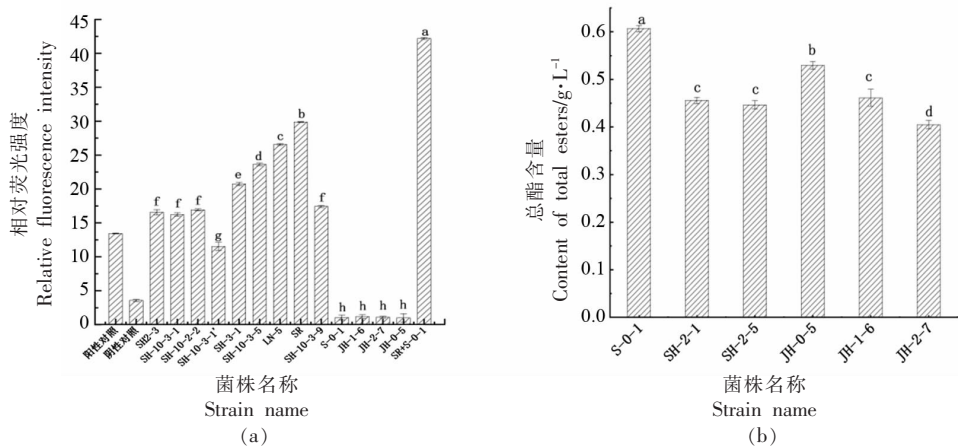 45
40
35
30
25
20
15
10
5
0
相对荧光强度
Relative fluorescence intensity
f
f
f
g
e
d
c
b
f
h
h
h
h
a
阳性对照
阴性对照
SH2-3
SH-10-3-1
SH-10-2-2
SH-10-3-1'
SH-3-1
SH-10-3-5
LN-5
SR
SH-10-3-9
S-0-1
JH-1-6
JH-2-7
JH-0-5
SR+S-0-1
菌株名称
Strain name
(a)
0.6
0.5
0.4
0.3
0.2
0.1
0.0
总酯含量
Content of total esters/g·L⁻¹
a
c
c
b
c
d
S-0-1
SH-2-1
SH-2-5
JH-0-5
JH-1-6
JH-2-7
菌株名称
Strain name
(b)